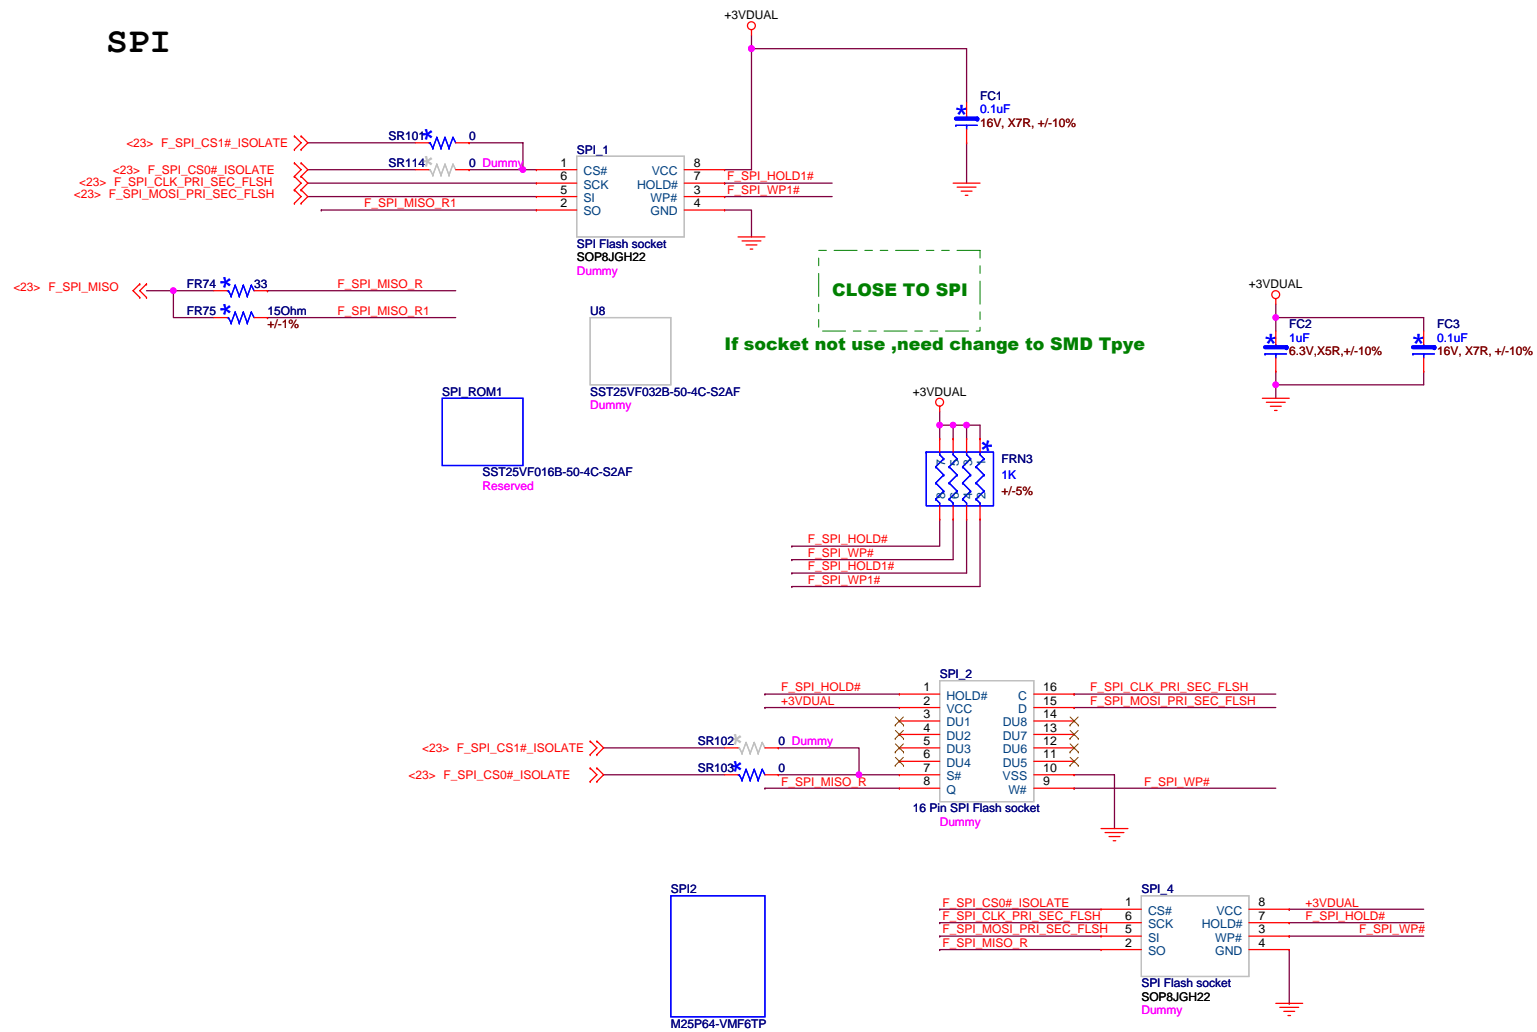 SPI
+3VDUAL
FC1
0.1uF
16V, X7R, +/-10%
<23> F_SPI_CS1#_ISOLATE
SR101
*
0
<23> F_SPI_CS0#_ISOLATE
SR114
*
0 Dummy
<23> F_SPI_CLK_PRI_SEC_FLSH
<23> F_SPI_MOSI_PRI_SEC_FLSH
F_SPI_MISO_R1
SPI_1
1 CS# VCC 8
6 SCK HOLD# 7 F_SPI_HOLD1#
5 SI WP# 3 F_SPI_WP1#
2 SO GND 4
SPI Flash socket
SOP8JGH22
Dummy
<23> F_SPI_MISO
FR74 * 33 F_SPI_MISO_R
FR75 * 15Ohm F_SPI_MISO_R1
+/-1%
U8
SST25VF032B-50-4C-S2AF
Dummy
CLOSE TO SPI
If socket not use ,need change to SMD Tpye
+3VDUAL
FC2
1uF
6.3V,X5R,+/-10%
FC3
0.1uF
16V, X7R, +/-10%
SPI_ROM1
SST25VF016B-50-4C-S2AF
Reserved
+3VDUAL
7 5 3 1
8 6 4 2
FRN3
1K
+/-5%
F_SPI_HOLD#
F_SPI_WP#
F_SPI_HOLD1#
F_SPI_WP1#
SPI_2
F_SPI_HOLD# 1 HOLD# C 16 F_SPI_CLK_PRI_SEC_FLSH
+3VDUAL 2 VCC D 15 F_SPI_MOSI_PRI_SEC_FLSH
3 DU1 DU8 14
4 DU2 DU7 13
5 DU3 DU6 12
6 DU4 DU5 11
7 S# VSS 10
F_SPI_MISO_R 8 Q W# 9 F_SPI_WP#
16 Pin SPI Flash socket
Dummy
<23> F_SPI_CS1#_ISOLATE
SR102 * 0 Dummy
<23> F_SPI_CS0#_ISOLATE
SR103 * 0
SPI2
M25P64-VMF6TP
SPI_4
F_SPI_CS0#_ISOLATE 1 CS# VCC 8 +3VDUAL
F_SPI_CLK_PRI_SEC_FLSH 6 SCK HOLD# 7 F_SPI_HOLD#
F_SPI_MOSI_PRI_SEC_FLSH 5 SI WP# 3 F_SPI_WP#
F_SPI_MISO_R 2 SO GND 4
SPI Flash socket
SOP8JGH22
Dummy